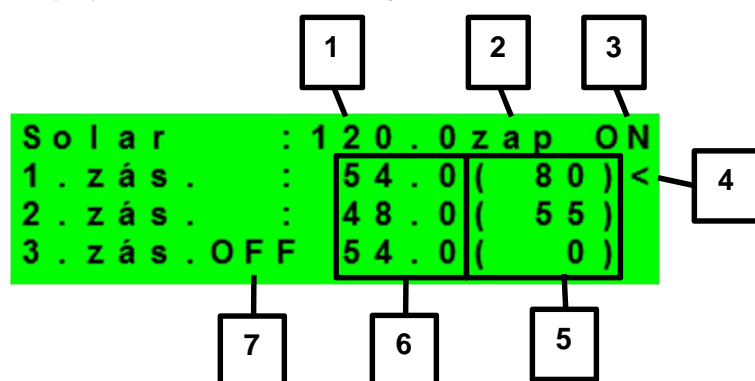 1 2 3
Solar :120.0zap ON
1.zás. : 54.0( 80)<
4
2.zás. : 48.0( 55)
3.zás.OFF 54.0( 0)
7 6 5